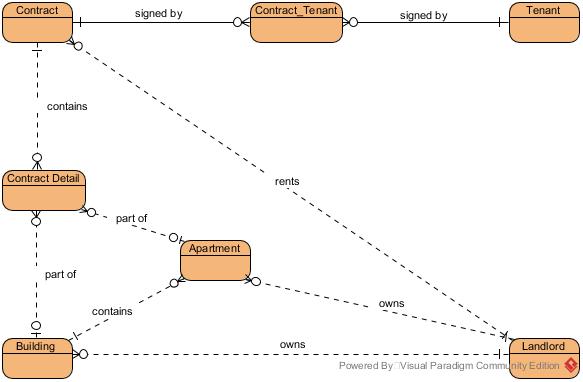 Contract
signed by
Contract_Tenant
signed by
Tenant
contains
rents
Contract Detail
part of
Apartment
part of
contains
owns
Building
owns
Landlord
Powered By Visual Paradigm Community Edition